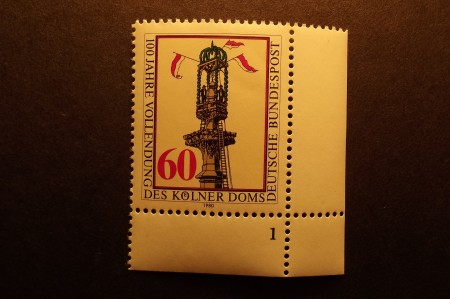 100 JAHRE VOLLENDUNG
DES KÖLNER DOMS
DEUTSCHE BUNDESPOST
60
1980
1